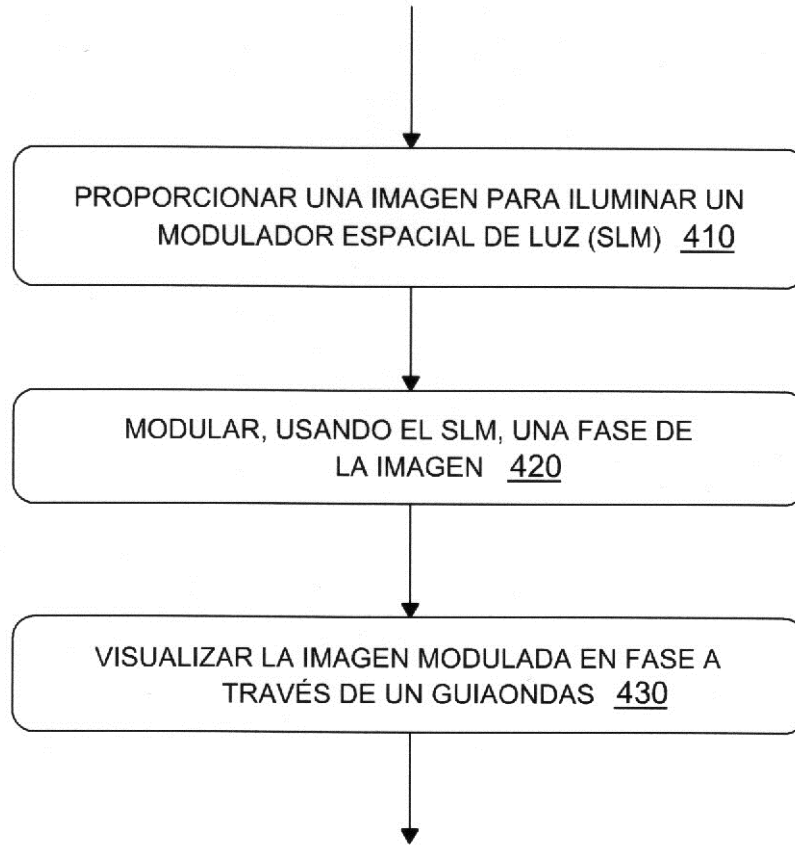 PROPORCIONAR UNA IMAGEN PARA ILUMINAR UN
MODULADOR ESPACIAL DE LUZ (SLM) 410
MODULAR, USANDO EL SLM, UNA FASE DE
LA IMAGEN 420
VISUALIZAR LA IMAGEN MODULADA EN FASE A
TRAVÉS DE UN GUIAONDAS 430